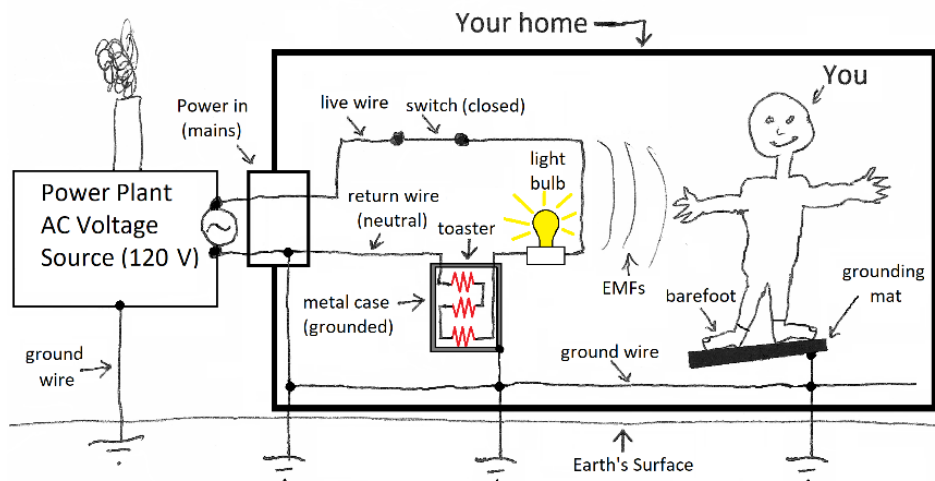 Your home
You
Power in
(mains)
live wire
switch (closed)
light
bulb
Power Plant
AC Voltage
Source (120 V)
return wire
(neutral)
toaster
EMFs
grounding
mat
barefoot
metal case
(grounded)
ground
wire
ground wire
Earth's Surface